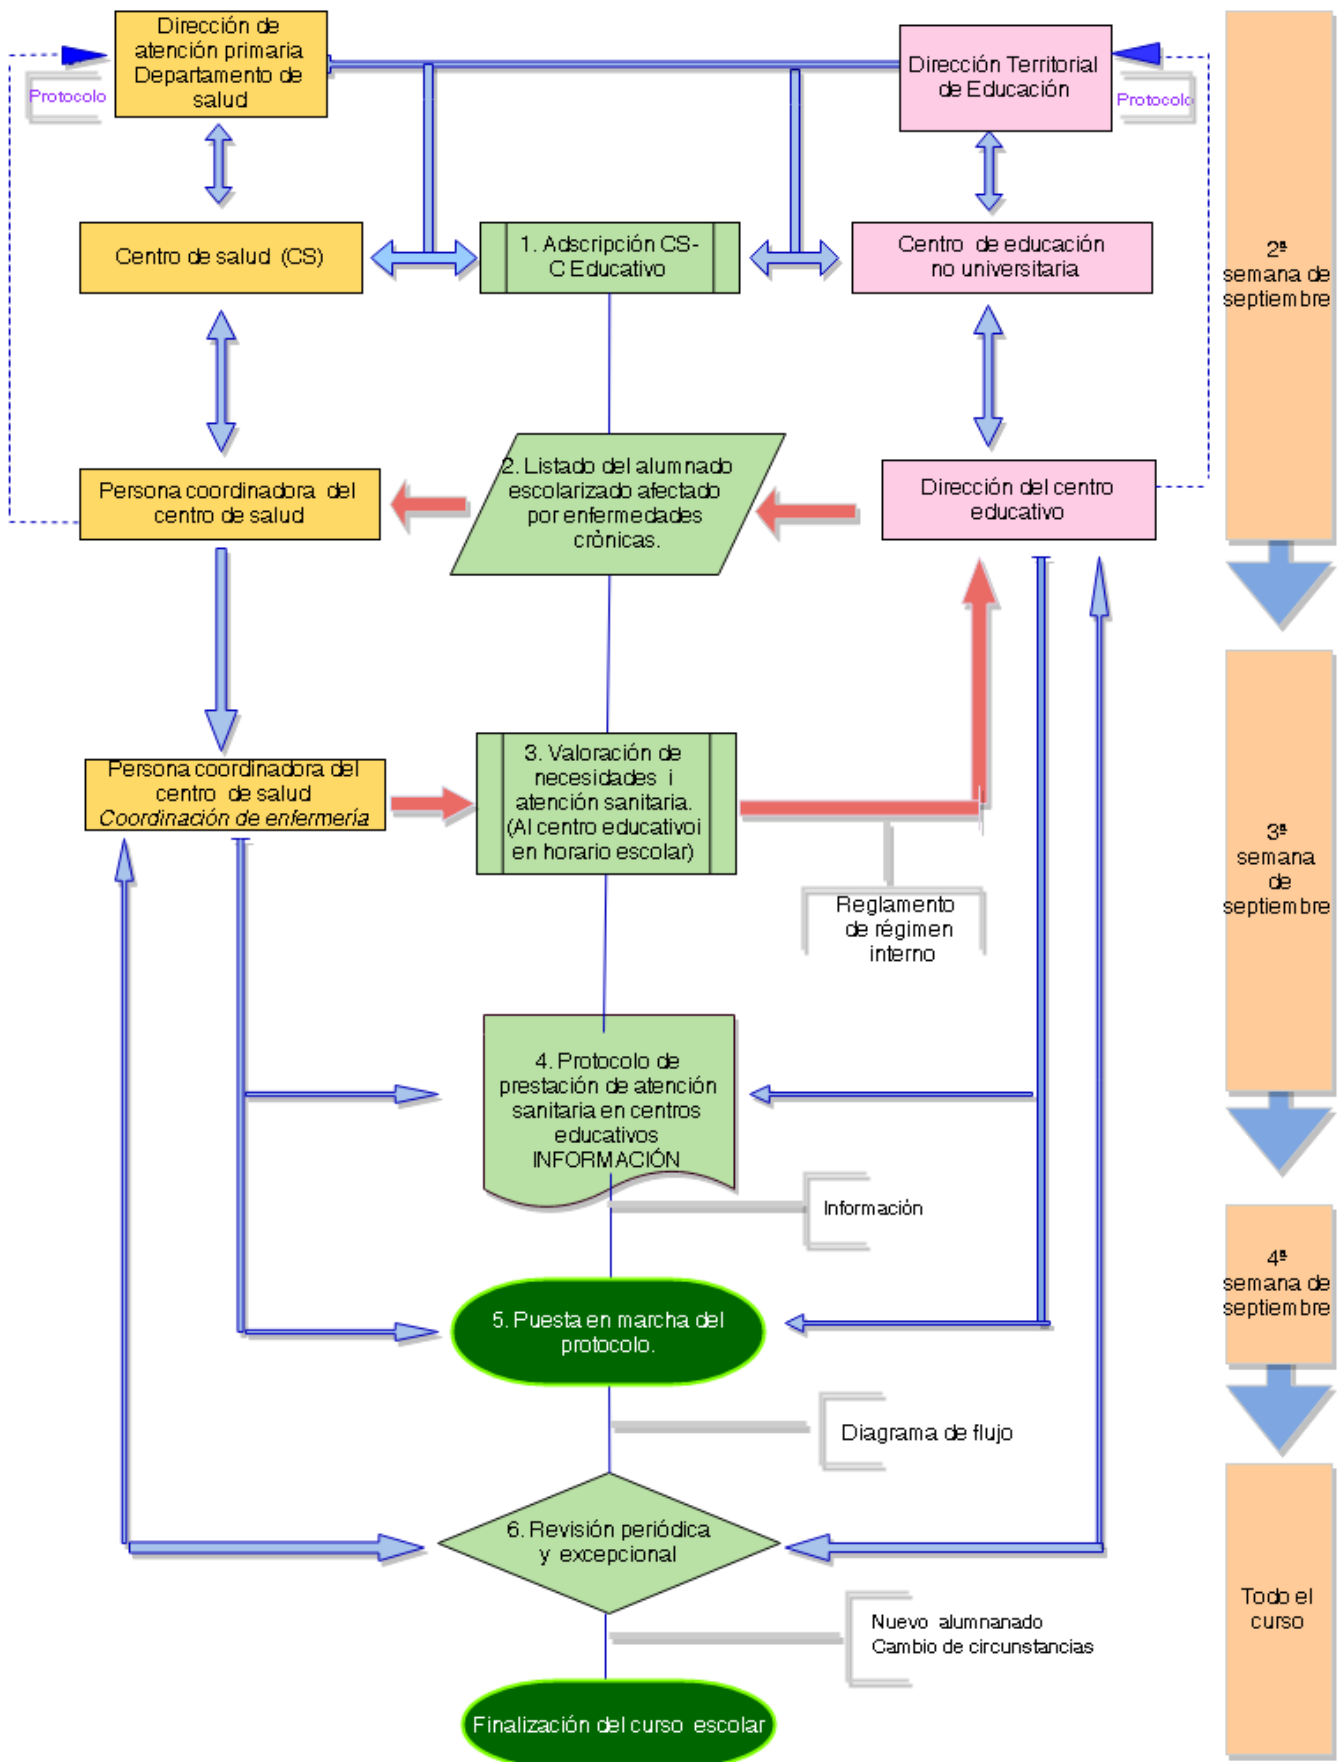 Dirección de
atención primaria
Departamento de
salud
Protocolo
Dirección Territorial
de Educación
Protocolo
Centro de salud (CS)
1. Adscripción CS-
C Educativo
Centro de educación
no universitaria
2ª
semana de
septiembre
Persona coordinadora del
centro de salud
2. Listado del alumnado
escolarizado afectado
por enfermedades
crònicas.
Dirección del centro
educativo
Persona coordinadora del
centro de salud
Coordinación de enfermería
3. Valoración de
necesidades i
atención sanitaria.
(Al centro educativoi
en horario escolar)
Reglamento
de régimen
interno
3ª
semana
de
septiembre
4. Protocolo de
prestación de atención
sanitaria en centros
educativos
INFORMACIÓN
Información
4ª
semana de
septiembre
5. Puesta en marcha del
protocolo.
Diagrama de flujo
6. Revisión periódica
y excepcional
Nuevo alumnanado
Cambio de circunstancias
Todo el
curso
Finalización del curso escolar